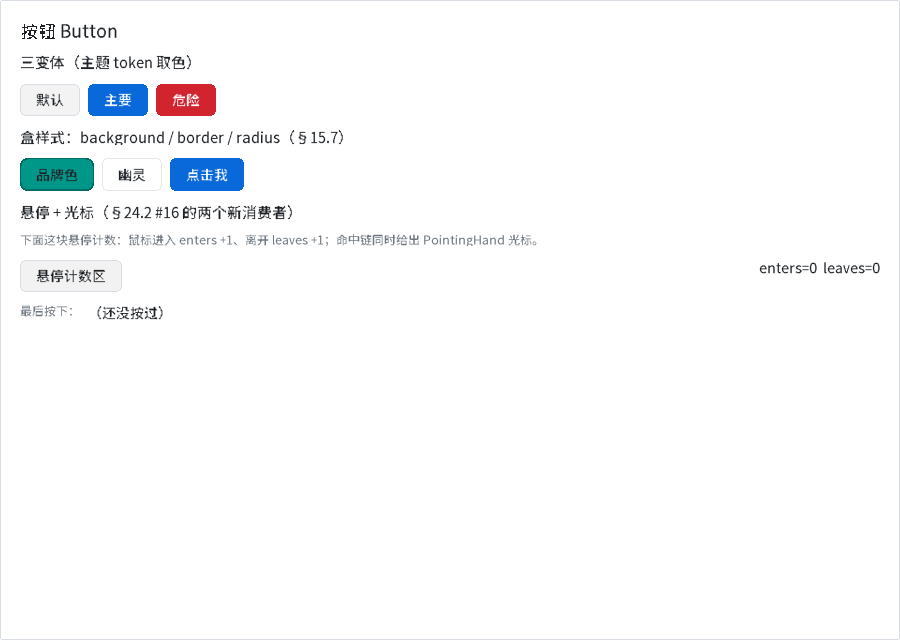 按钮 Button
三变体（主题 token 取色）
默认 主要 危险
盒样式：background / border / radius（§15.7）
品牌色 幽灵 点击我
悬停 + 光标（§24.2 #16 的两个新消费者）
下面这块悬停计数：鼠标进入 enters +1、离开 leaves +1；命中链同时给出 PointingHand 光标。
悬停计数区 enters=0 leaves=0
最后按下： （还没按过）